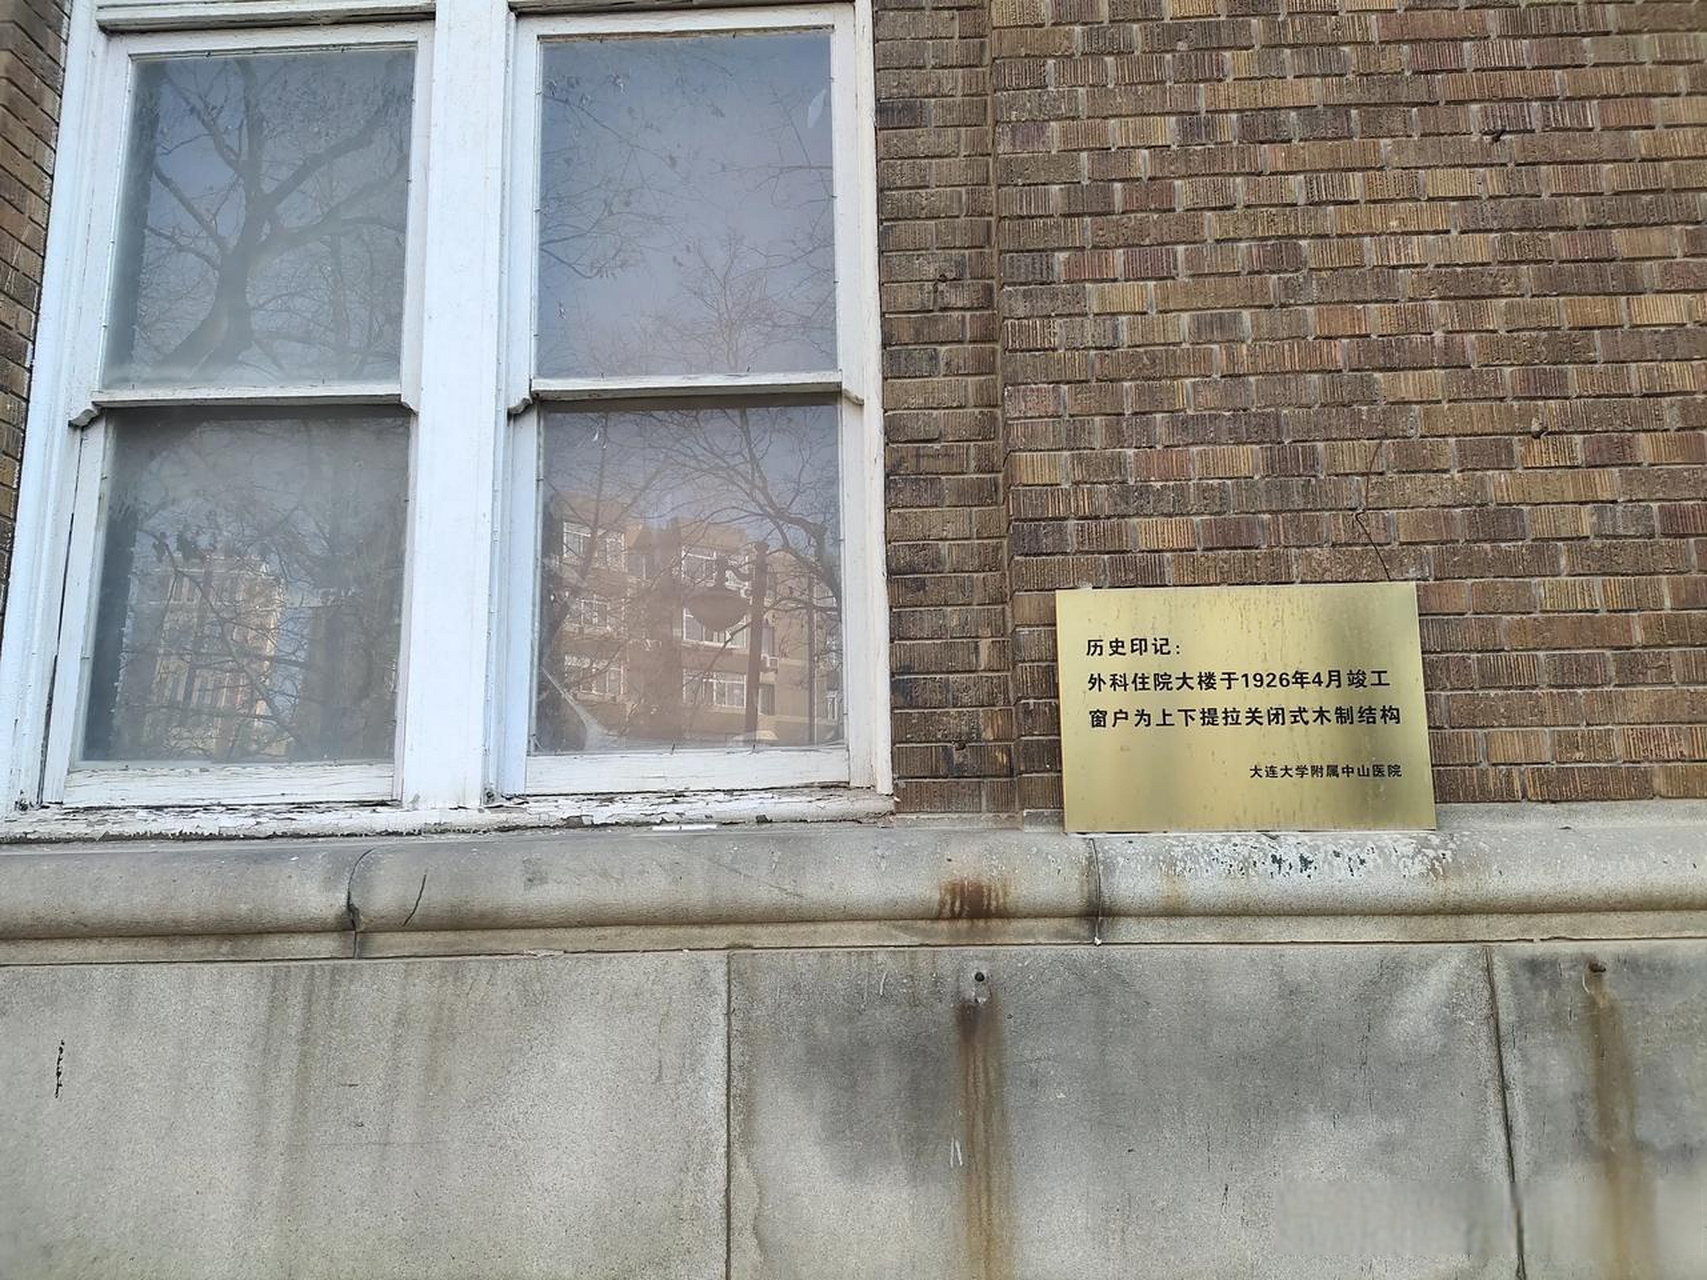 历史印记：
外科住院大楼于1926年4月竣工
窗户为上下提拉关闭式木制结构
大连大学附属中山医院